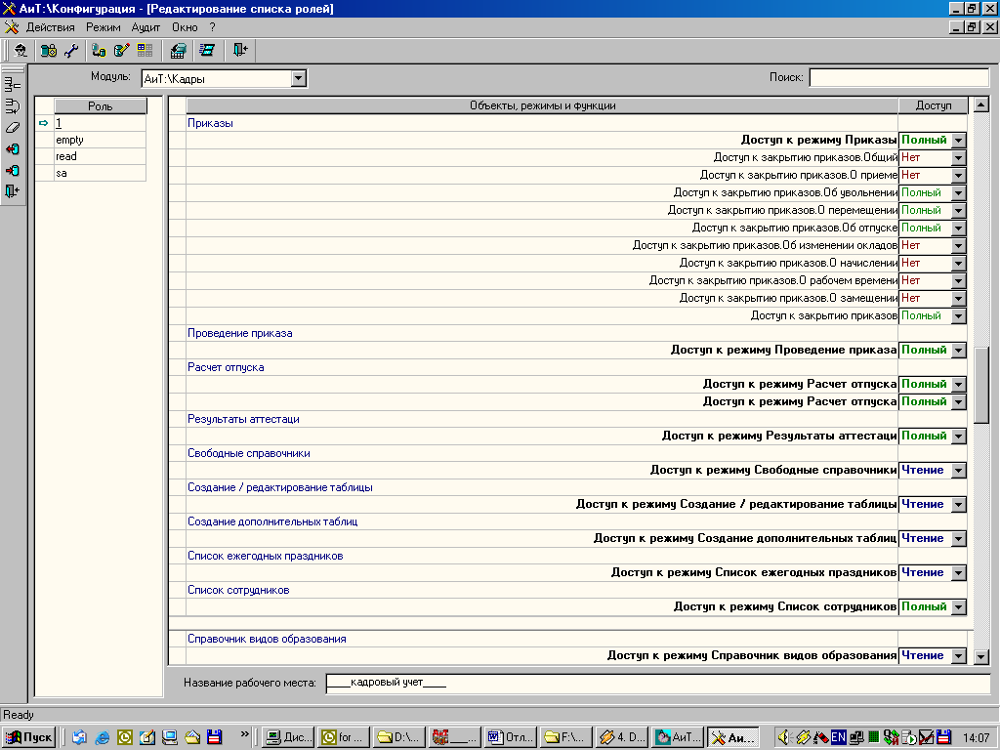 АиТ:\Конфигурация - [Редактирование списка ролей]
Действия Режим Аудит Окно ?
Модуль: АиТ:\Кадры Поиск:
Роль
1
empty
read
sa
Объекты, режимы и функции Доступ
Приказы
Доступ к режиму Приказы Полный
Доступ к закрытию приказов.Общий Нет
Доступ к закрытию приказов.О приеме Нет
Доступ к закрытию приказов.Об увольнении Полный
Доступ к закрытию приказов.О перемещении Полный
Доступ к закрытию приказов.Об отпуске Полный
Доступ к закрытию приказов.Об изменении окладов Нет
Доступ к закрытию приказов.О начислении Нет
Доступ к закрытию приказов.О рабочем времени Нет
Доступ к закрытию приказов.О замещении Нет
Доступ к закрытию приказов Полный
Проведение приказа
Доступ к режиму Проведение приказа Полный
Расчет отпуска
Доступ к режиму Расчет отпуска Полный
Доступ к режиму Расчет отпуска Полный
Результаты аттестаци
Доступ к режиму Результаты аттестаци Полный
Свободные справочники
Доступ к режиму Свободные справочники Чтение
Создание / редактирование таблицы
Доступ к режиму Создание / редактирование таблицы Чтение
Создание дополнительных таблиц
Доступ к режиму Создание дополнительных таблиц Чтение
Список ежегодных праздников
Доступ к режиму Список ежегодных праздников Чтение
Список сотрудников
Доступ к режиму Список сотрудников Полный
Справочник видов образования
Доступ к режиму Справочник видов образования Чтение
Название рабочего места: ____кадровый учет____
Ready
Пуск » Дис... for ... D:\... ___... Отл... F:\... 4. D... АиТ... Аи... EN 14:07